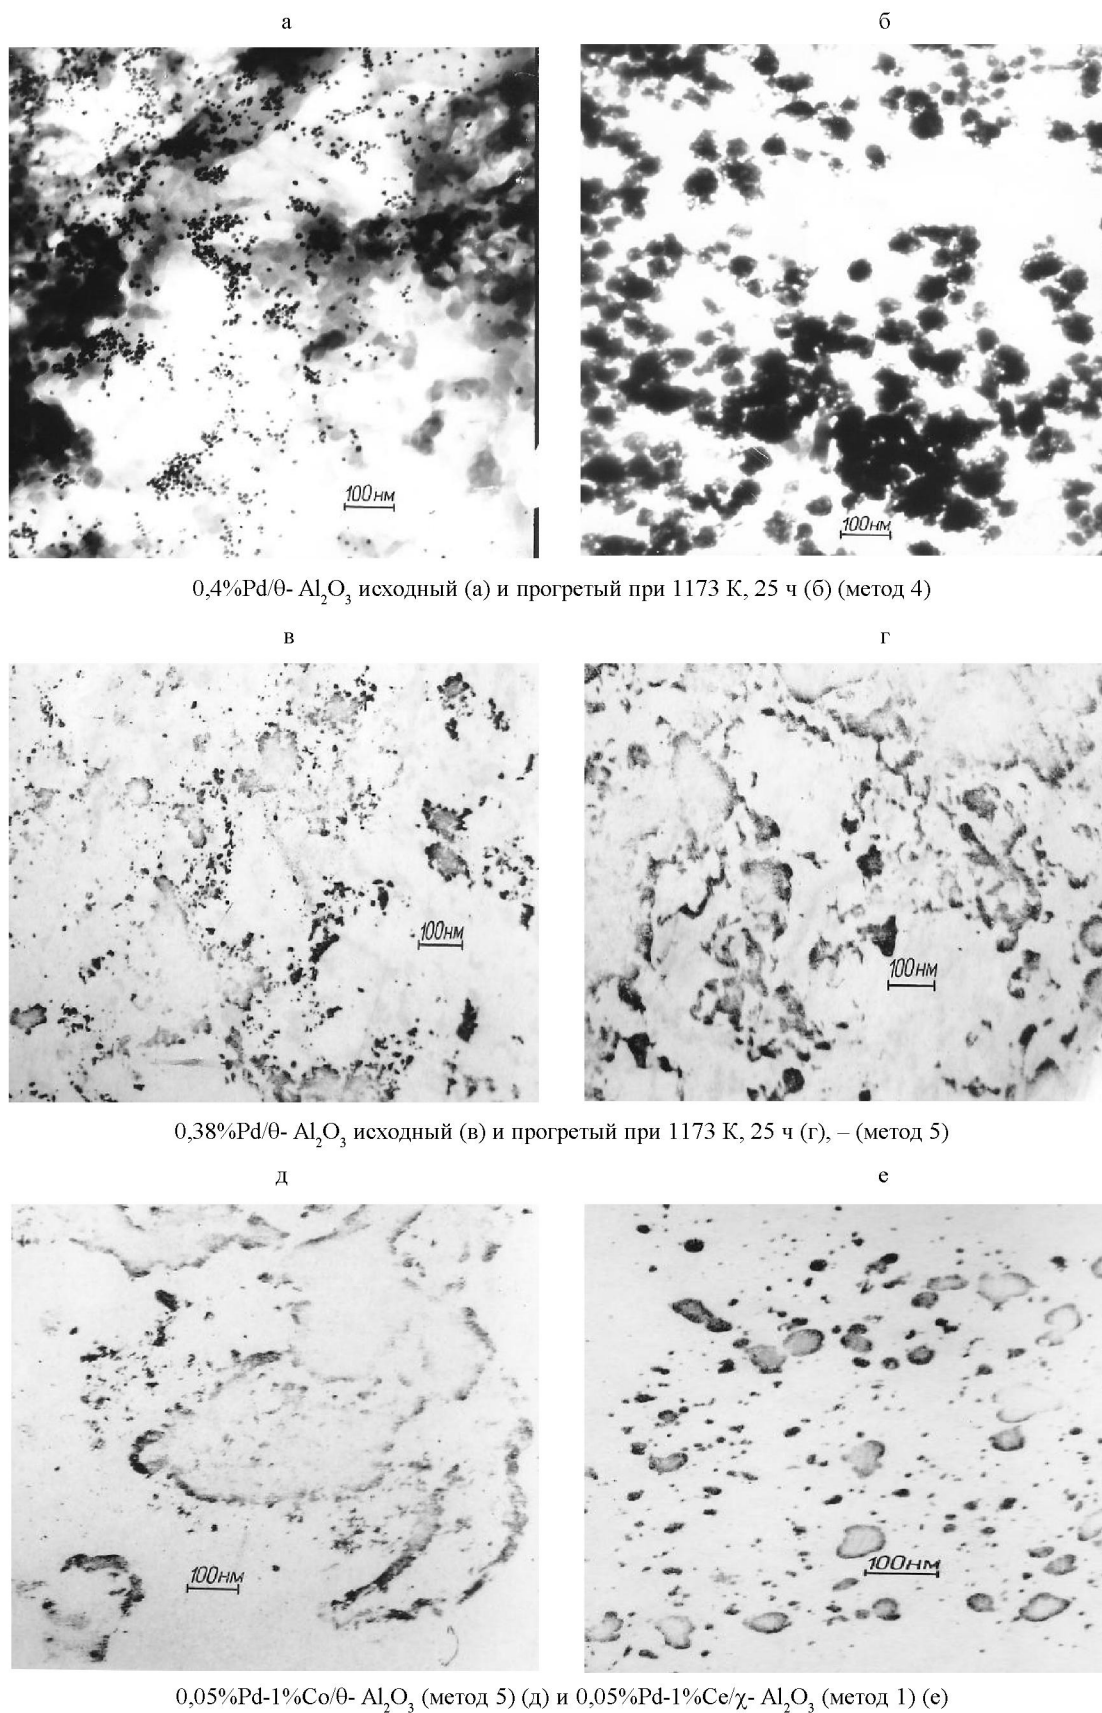 а б
100нм 100нм
0,4%Pd/θ- Al₂O₃ исходный (а) и прогретый при 1173 К, 25 ч (б) (метод 4)
в г
100нм 100нм
0,38%Pd/θ- Al₂O₃ исходный (в) и прогретый при 1173 К, 25 ч (г), – (метод 5)
д е
100нм 100нм
0,05%Pd-1%Co/θ- Al₂O₃ (метод 5) (д) и 0,05%Pd-1%Ce/χ- Al₂O₃ (метод 1) (е)